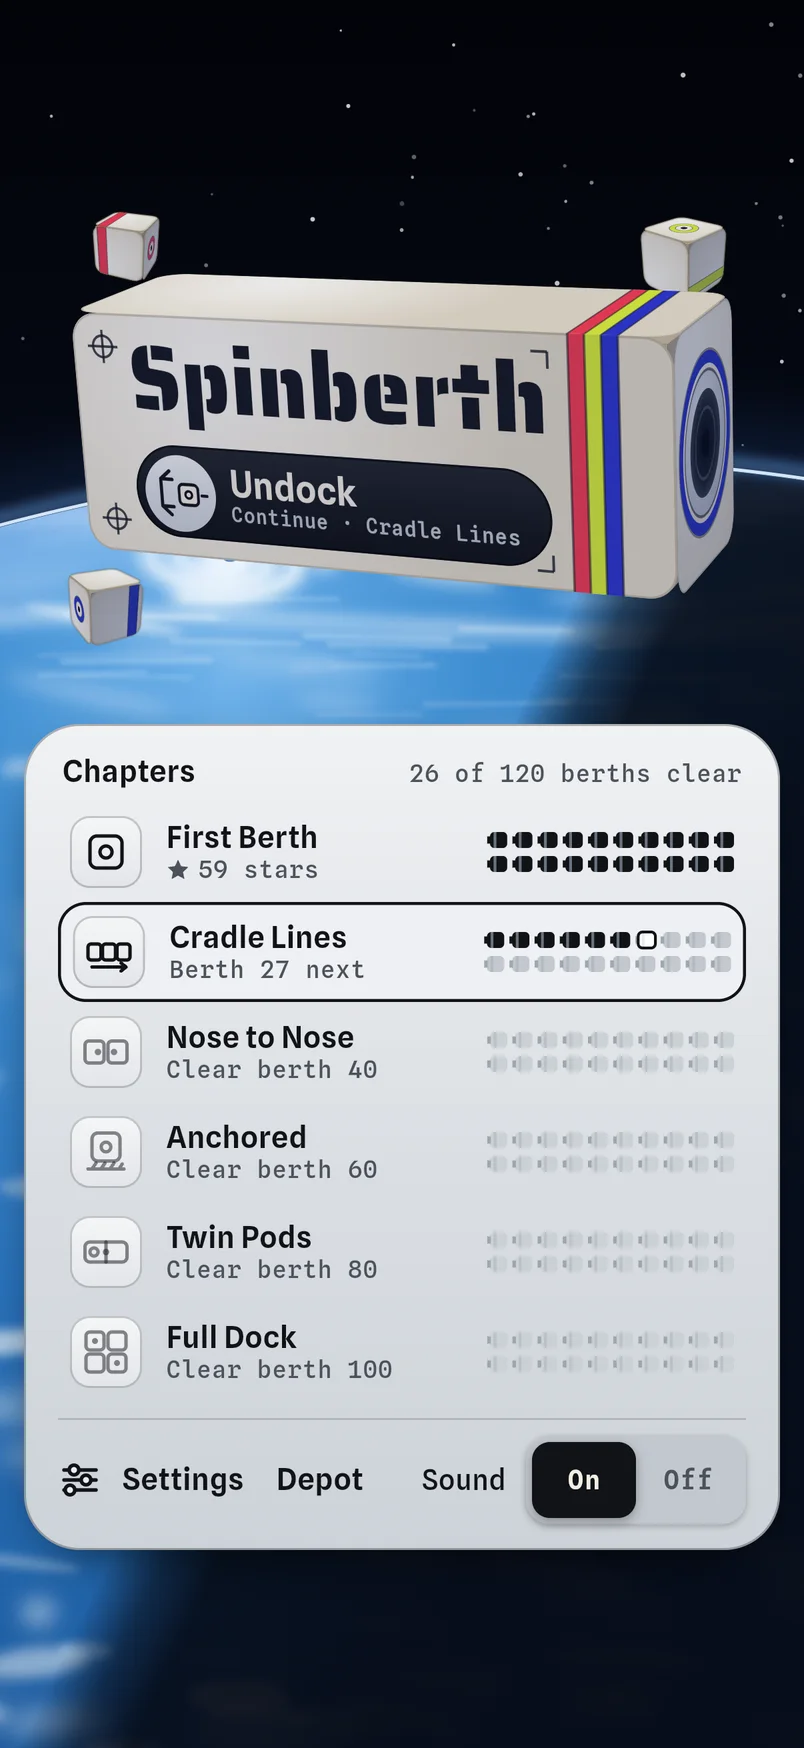 Spinberth
Undock
Continue · Cradle Lines
Chapters
26 of 120 berths clear
First Berth
★ 59 stars
Cradle Lines
Berth 27 next
Nose to Nose
Clear berth 40
Anchored
Clear berth 60
Twin Pods
Clear berth 80
Full Dock
Clear berth 100
Settings
Depot
Sound
On
Off